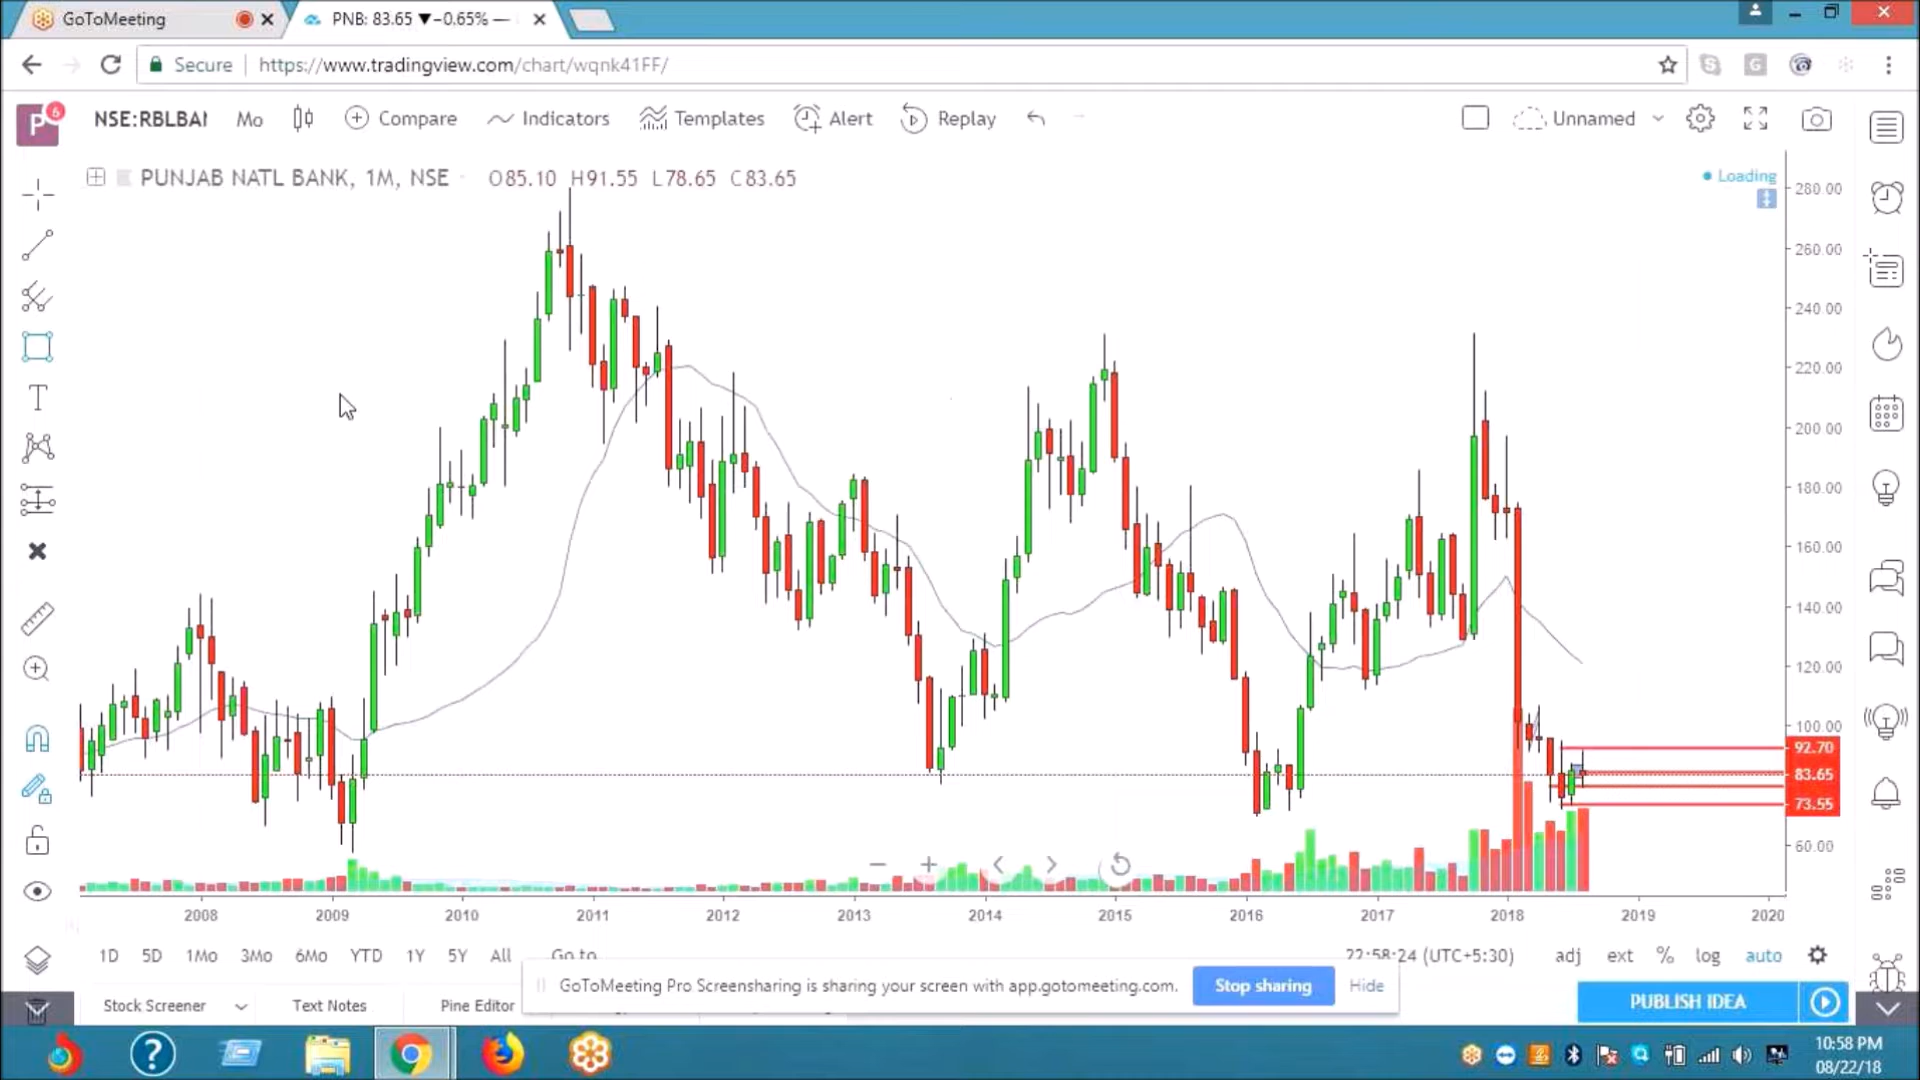 GoToMeeting
PNB: 83.65 ▼−0.65% —
Secure
https://www.tradingview.com/chart/wqnk41FF/
P
6
NSE:RBLBAI
Mo
Compare
Indicators
Templates
Alert
Replay
Unnamed
PUNJAB NATL BANK, 1M, NSE
O85.10 H91.55 L78.65 C83.65
Loading
280.00
260.00
240.00
220.00
200.00
180.00
160.00
140.00
120.00
100.00
92.70
83.65
73.55
60.00
2008 2009 2010 2011 2012 2013 2014 2015 2016 2017 2018 2019 2020
1D 5D 1Mo 3Mo 6Mo YTD 1Y 5Y All Go to
22:58:24 (UTC+5:30) adj ext % log auto
GoToMeeting Pro Screensharing is sharing your screen with app.gotomeeting.com.
Stop sharing
Hide
Stock Screener
Text Notes
Pine Editor
PUBLISH IDEA
10:58 PM
08/22/18